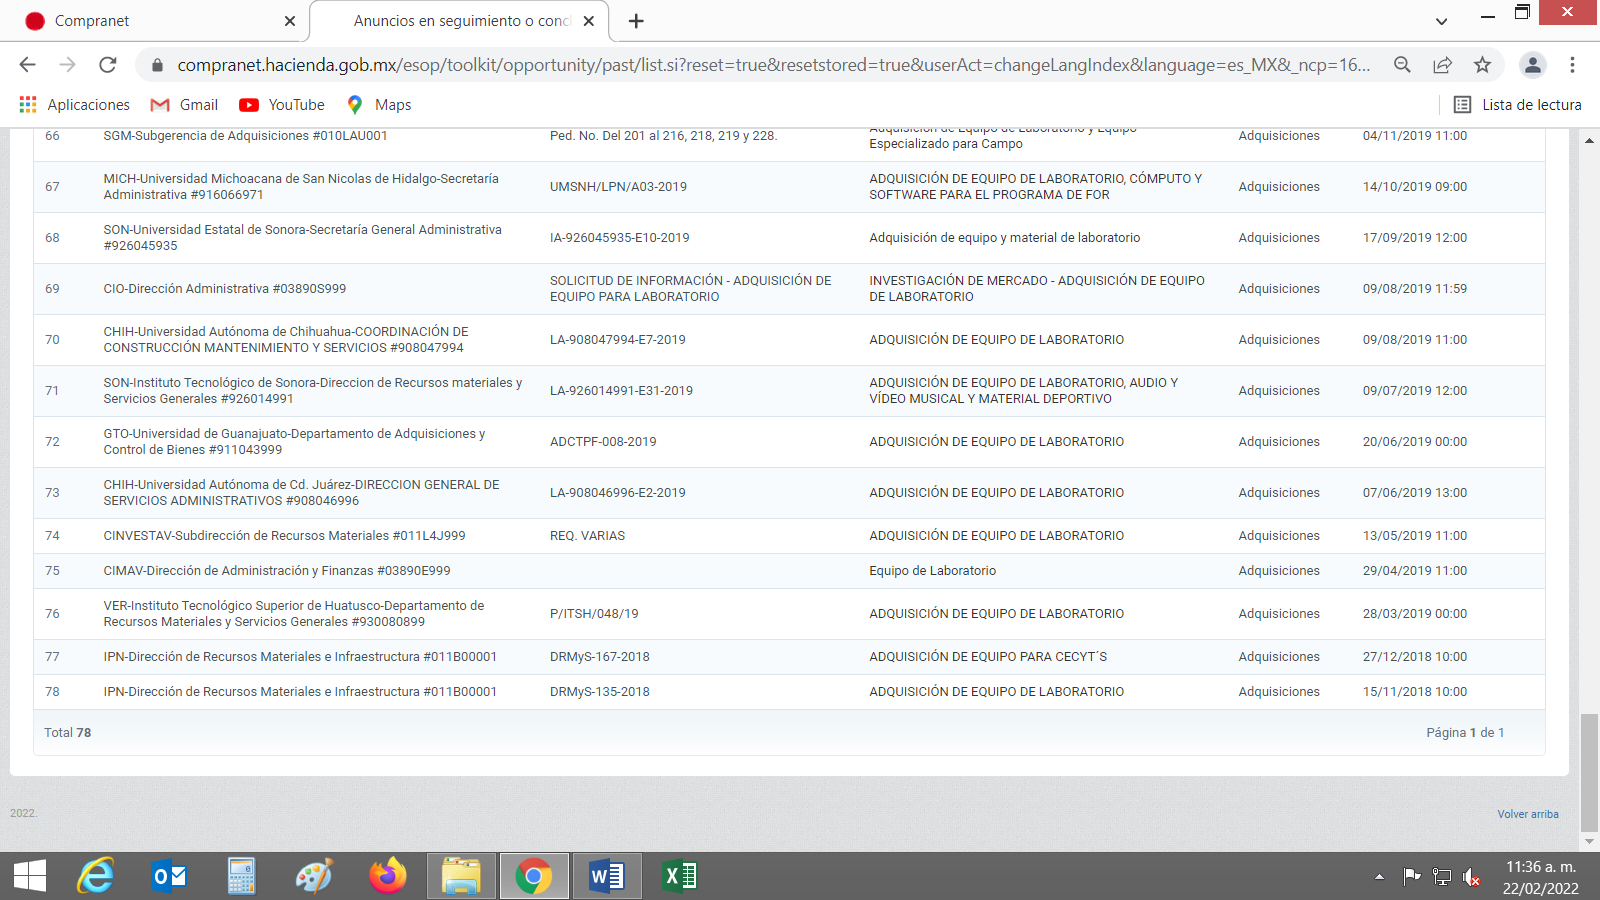 Compranet
Anuncios en seguimiento o conc
compranet.hacienda.gob.mx/esop/toolkit/opportunity/past/list.si?reset=true&resetstored=true&userAct=changeLangIndex&language=es_MX&_ncp=16...
Aplicaciones Gmail YouTube Maps Lista de lectura
66 SGM-Subgerencia de Adquisiciones #010LAU001 Ped. No. Del 201 al 216, 218, 219 y 228. Adquisición de Equipo de Laboratorio y Equipo Adquisiciones 04/11/2019 11:00
Especializado para Campo
67 MICH-Universidad Michoacana de San Nicolas de Hidalgo-Secretaría UMSNH/LPN/A03-2019 ADQUISICIÓN DE EQUIPO DE LABORATORIO, CÓMPUTO Y Adquisiciones 14/10/2019 09:00
Administrativa #916066971 SOFTWARE PARA EL PROGRAMA DE FOR
68 SON-Universidad Estatal de Sonora-Secretaría General Administrativa IA-926045935-E10-2019 Adquisición de equipo y material de laboratorio Adquisiciones 17/09/2019 12:00
#926045935
69 CIO-Dirección Administrativa #03890S999 SOLICITUD DE INFORMACIÓN - ADQUISICIÓN DE INVESTIGACIÓN DE MERCADO - ADQUISICIÓN DE EQUIPO Adquisiciones 09/08/2019 11:59
EQUIPO PARA LABORATORIO DE LABORATORIO
70 CHIH-Universidad Autónoma de Chihuahua-COORDINACIÓN DE LA-908047994-E7-2019 ADQUISICIÓN DE EQUIPO DE LABORATORIO Adquisiciones 09/08/2019 11:00
CONSTRUCCIÓN MANTENIMIENTO Y SERVICIOS #908047994
71 SON-Instituto Tecnológico de Sonora-Direccion de Recursos materiales y LA-926014991-E31-2019 ADQUISICIÓN DE EQUIPO DE LABORATORIO, AUDIO Y Adquisiciones 09/07/2019 12:00
Servicios Generales #926014991 VÍDEO MUSICAL Y MATERIAL DEPORTIVO
72 GTO-Universidad de Guanajuato-Departamento de Adquisiciones y ADCTPF-008-2019 ADQUISICIÓN DE EQUIPO DE LABORATORIO Adquisiciones 20/06/2019 00:00
Control de Bienes #911043999
73 CHIH-Universidad Autónoma de Cd. Juárez-DIRECCION GENERAL DE LA-908046996-E2-2019 ADQUISICIÓN DE EQUIPO DE LABORATORIO Adquisiciones 07/06/2019 13:00
SERVICIOS ADMINISTRATIVOS #908046996
74 CINVESTAV-Subdirección de Recursos Materiales #011L4J999 REQ. VARIAS ADQUISICIÓN DE EQUIPO DE LABORATORIO Adquisiciones 13/05/2019 11:00
75 CIMAV-Dirección de Administración y Finanzas #03890E999 Equipo de Laboratorio Adquisiciones 29/04/2019 11:00
76 VER-Instituto Tecnológico Superior de Huatusco-Departamento de P/ITSH/048/19 ADQUISICIÓN DE EQUIPO DE LABORATORIO Adquisiciones 28/03/2019 00:00
Recursos Materiales y Servicios Generales #930080899
77 IPN-Dirección de Recursos Materiales e Infraestructura #011B00001 DRMyS-167-2018 ADQUISICIÓN DE EQUIPO PARA CECYT´S Adquisiciones 27/12/2018 10:00
78 IPN-Dirección de Recursos Materiales e Infraestructura #011B00001 DRMyS-135-2018 ADQUISICIÓN DE EQUIPO DE LABORATORIO Adquisiciones 15/11/2018 10:00
Total 78 Página 1 de 1
2022. Volver arriba
11:36 a. m.
22/02/2022